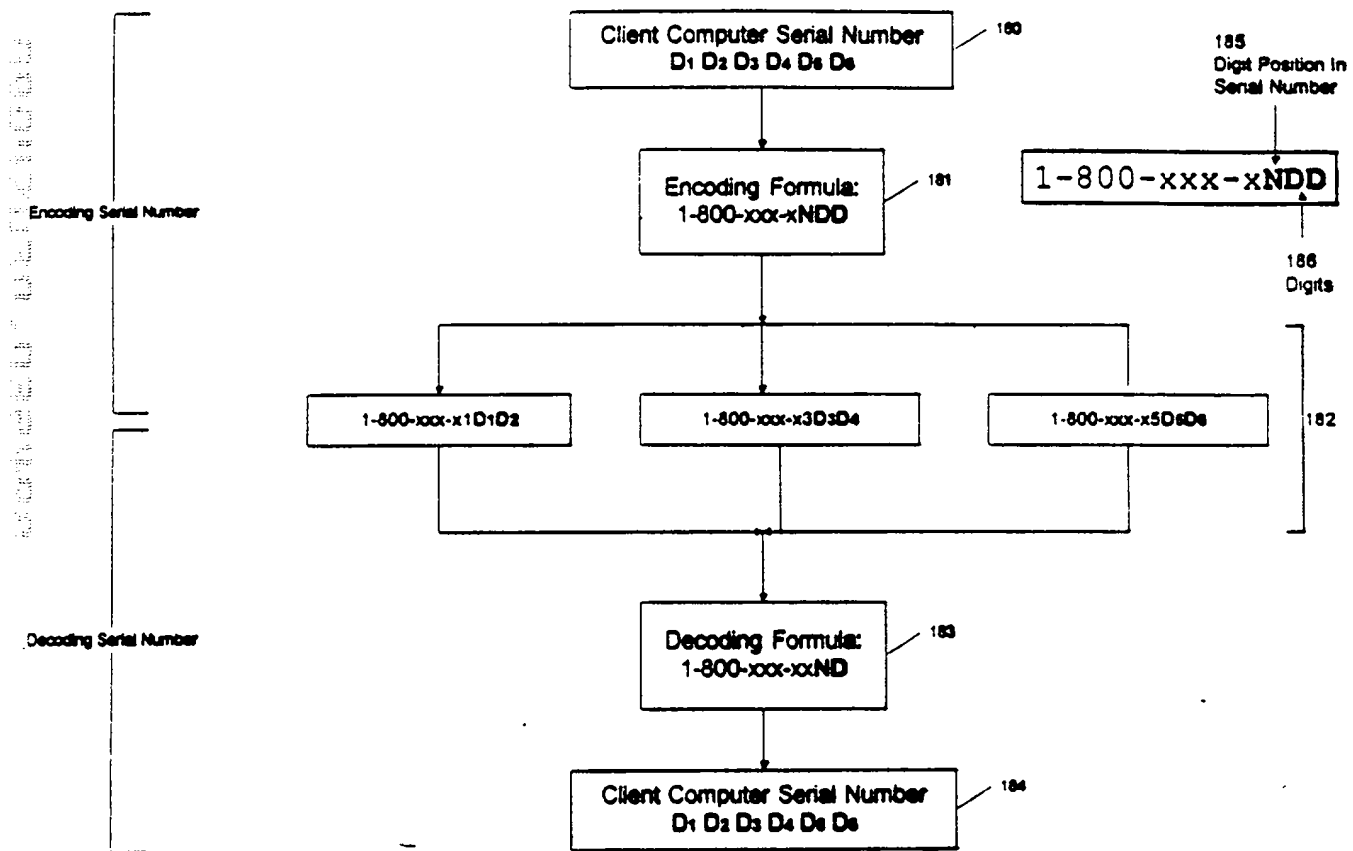 Client Computer Serial Number
D1 D2 D3 D4 D5 D6
180
185
Digit Position In
Serial Number
Encoding Formula:
1-800-xxx-xNDD
181
1-800-xxx-xNDD
Encoding Serial Number
186
Digits
1-800-xxx-x1D1D2
1-800-xxx-x3D3D4
1-800-xxx-x5D5D6
182
Decoding Formula:
1-800-xxx-xxND
183
Decoding Serial Number
Client Computer Serial Number
D1 D2 D3 D4 D5 D6
184